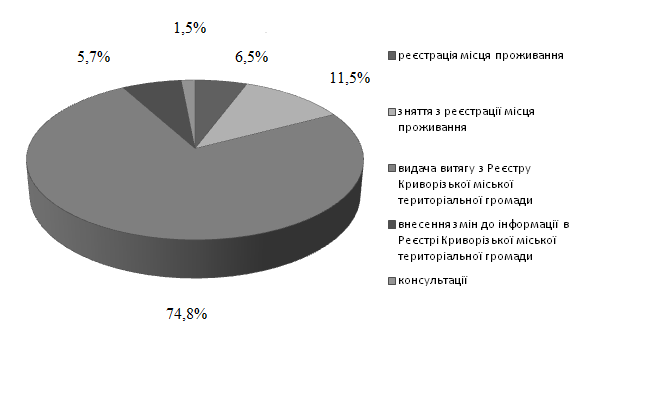 1,5%
5,7%
6,5%
11,5%
74,8%
реєстрація місця проживання
зняття з реєстрації місця
проживання
видача витягу з Реєстру
Криворізької міської
територіальної громади
внесення змін до інформації в
Реєстрі Криворізької міської
територіальної громади
консультації